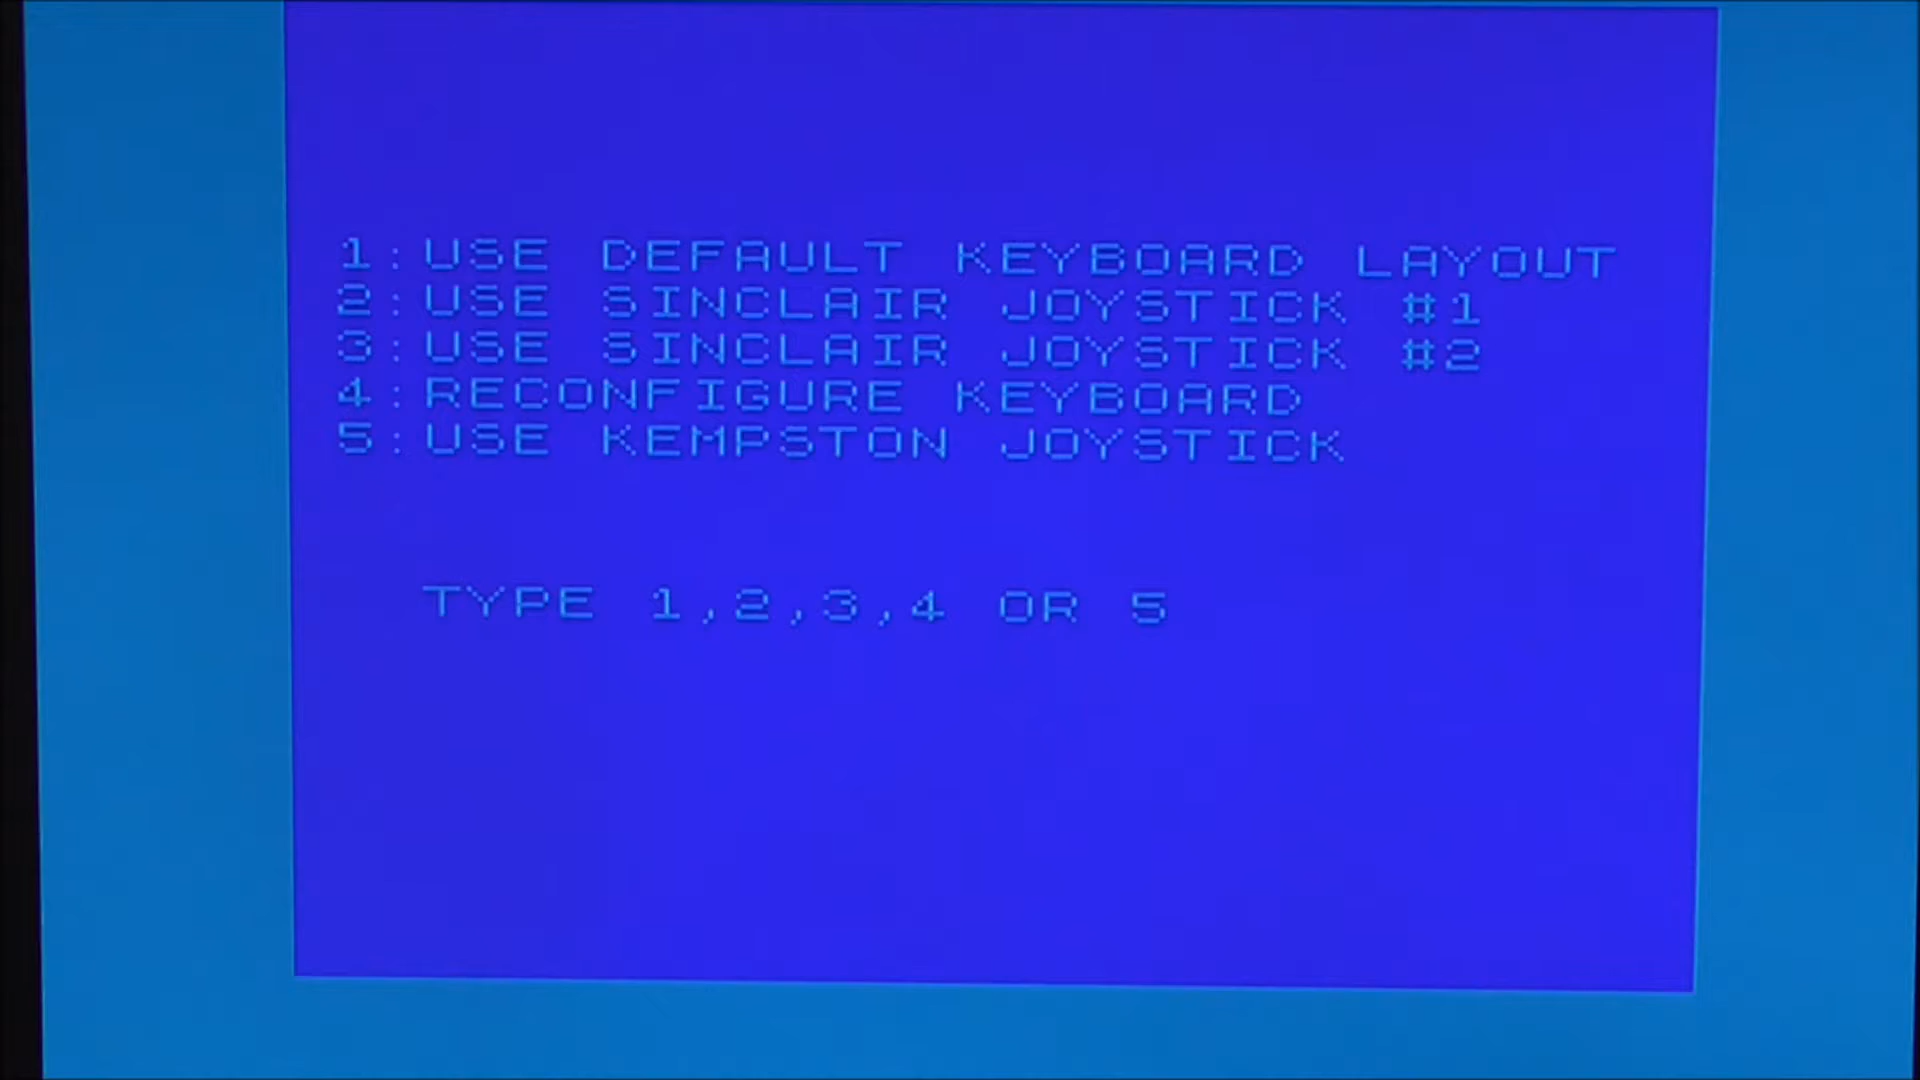 1:USE DEFAULT KEYBOARD LAYOUT
2:USE SINCLAIR JOYSTICK #1
3:USE SINCLAIR JOYSTICK #2
4:RECONFIGURE KEYBOARD
5:USE KEMPSTON JOYSTICK
TYPE 1,2,3,4 OR 5